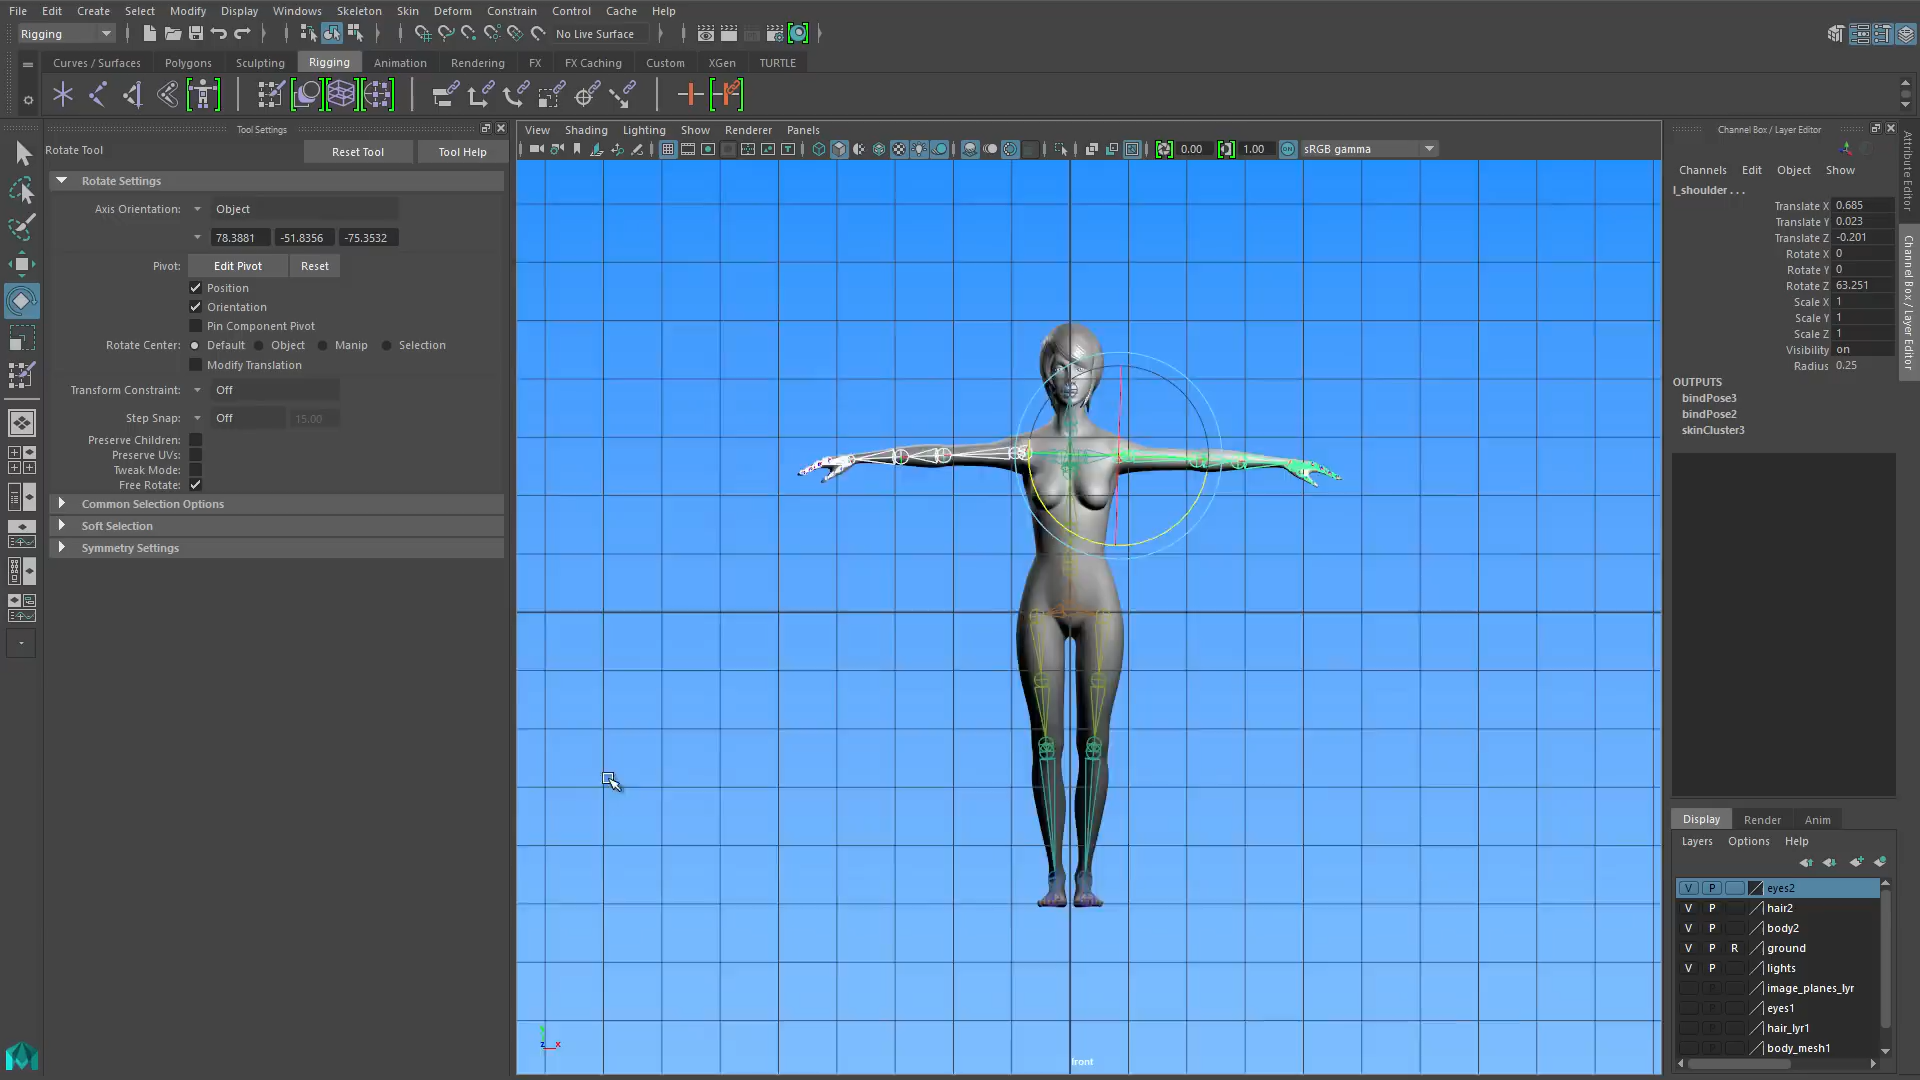 File Edit Create Select Modify Display Windows Skeleton Skin Deform Constrain Control Cache Help
Rigging No Live Surface
Curves / Surfaces Polygons Sculpting Rigging Animation Rendering FX FX Caching Custom XGen TURTLE
Tool Settings
Rotate Tool Reset Tool Tool Help
Rotate Settings
Axis Orientation: Object
78.3881 -51.8356 -75.3532
Pivot: Edit Pivot Reset
Position
Orientation
Pin Component Pivot
Rotate Center: Default Object Manip Selection
Modify Translation
Transform Constraint: Off
Step Snap: Off 15.00
Preserve Children:
Preserve UVs:
Tweak Mode:
Free Rotate:
Common Selection Options
Soft Selection
Symmetry Settings
View Shading Lighting Show Renderer Panels
0.00 1.00 sRGB gamma
front
y
z x
Channel Box / Layer Editor
Channels Edit Object Show
l_shoulder . . .
Translate X 0.685
Translate Y 0.023
Translate Z -0.201
Rotate X 0
Rotate Y 0
Rotate Z 63.251
Scale X 1
Scale Y 1
Scale Z 1
Visibility on
Radius 0.25
OUTPUTS
bindPose3
bindPose2
skinCluster3
Display Render Anim
Layers Options Help
V P eyes2
V P hair2
V P body2
V P R ground
V P lights
P image_planes_lyr
P eyes1
P hair_lyr1
P body_mesh1
Attribute Editor
Channel Box / Layer Editor